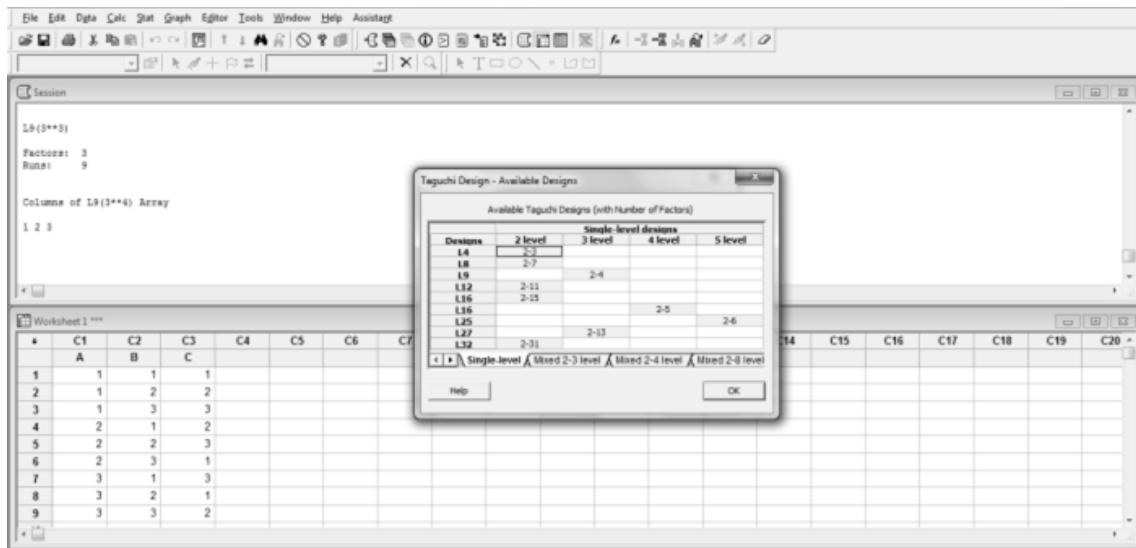 File Edit Data Calc Stat Graph Editor Tools Window Help Assistant
Session
L9(3**3)
Factors: 3
Runs: 9
Columns of L9(3**4) Array
1 2 3
Taguchi Design - Available Designs
Available Taguchi Designs (with Number of Factors)
Single-level designs
Designs 2 level 3 level 4 level 5 level
L4 2-3
L8 2-7
L9 2-4
L12 2-11
L16 2-15
L16 2-5
L25 2-6
L27 2-13
L32 2-31
Single-level Mixed 2-3 level Mixed 2-4 level Mixed 2-8 level
Help OK
Worksheet 1 ***
C1 C2 C3 C4 C5 C6 C7 C14 C15 C16 C17 C18 C19 C20
A B C
1 1 1 1
2 1 2 2
3 1 3 3
4 2 1 2
5 2 2 3
6 2 3 1
7 3 1 3
8 3 2 1
9 3 3 2